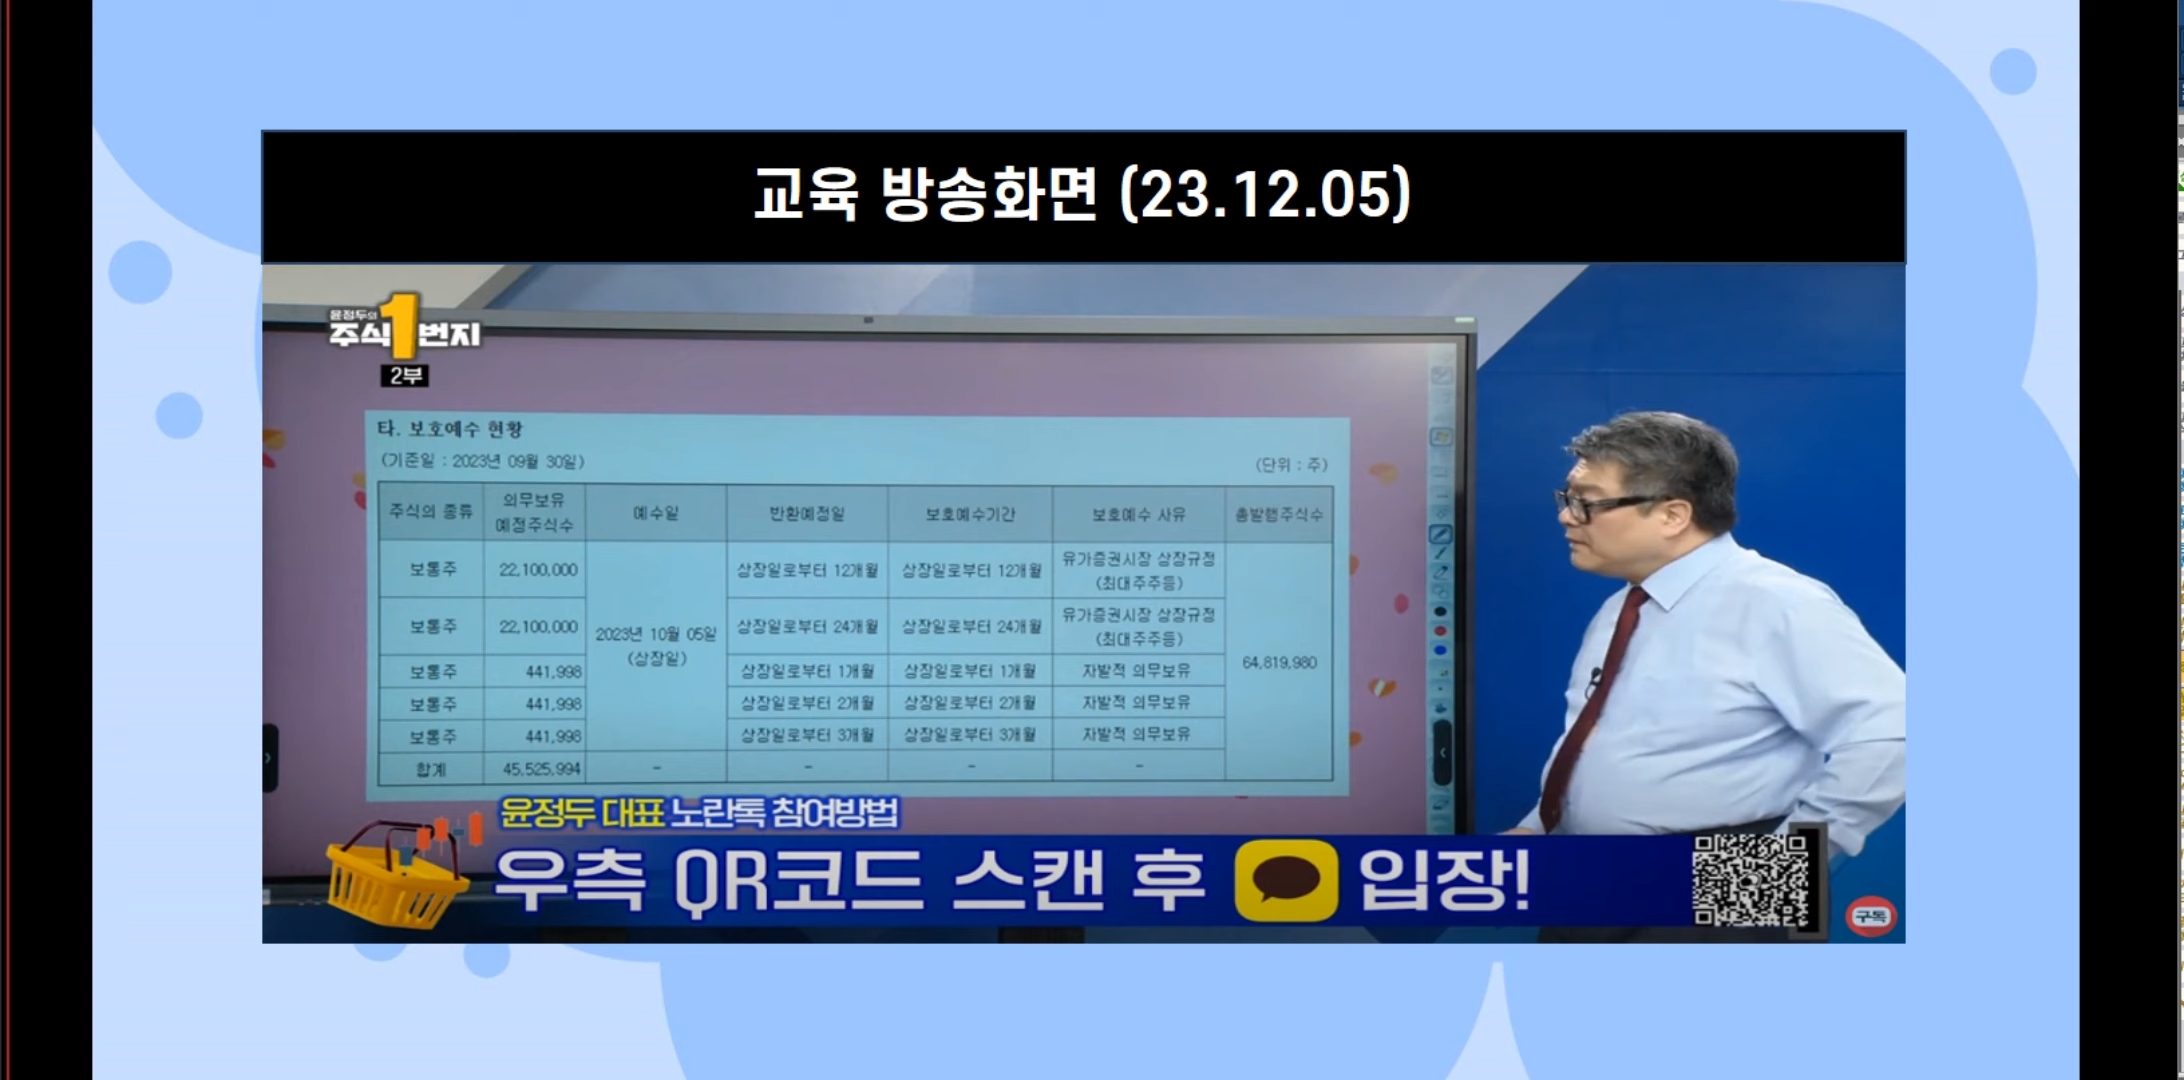 교육 방송화면 (23.12.05)
윤정두의
주식1번지
2부
타. 보호예수 현황
(기준일 : 2023년 09월 30일)
(단위 : 주)
주식의 종류 의무보유 예정주식수 예수일 반환예정일 보호예수기간 보호예수 사유 총발행주식수
보통주 22,100,000 2023년 10월 05일 (상장일) 상장일로부터 12개월 상장일로부터 12개월 유가증권시장 상장규정 (최대주주등) 64,819,980
보통주 22,100,000 상장일로부터 24개월 상장일로부터 24개월 유가증권시장 상장규정 (최대주주등)
보통주 441,998 상장일로부터 1개월 상장일로부터 1개월 자발적 의무보유
보통주 441,998 상장일로부터 2개월 상장일로부터 2개월 자발적 의무보유
보통주 441,998 상장일로부터 3개월 상장일로부터 3개월 자발적 의무보유
합계 45,525,994 - - - -
윤정두 대표 노란톡 참여방법
우측 QR코드 스캔 후 입장!
구독